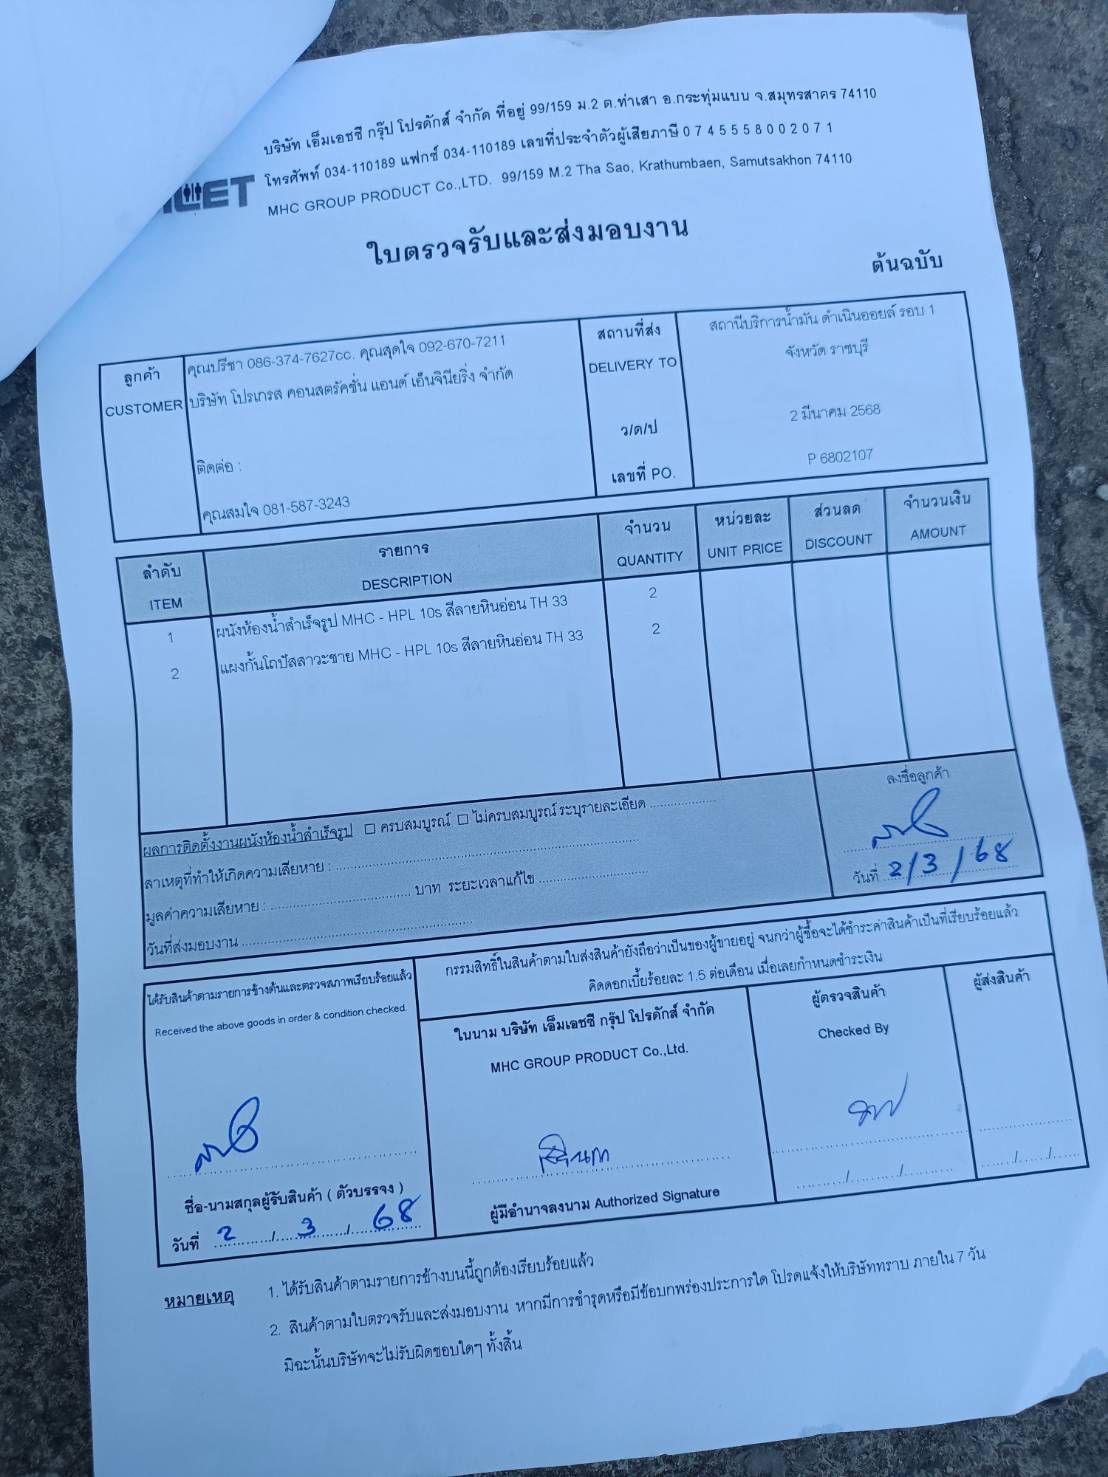 บริษัท เอ็มเอชซี กรุ๊ป โปรดักส์ จำกัด ที่อยู่ 99/159 ม.2 ต.ท่าเสา อ.กระทุ่มแบน จ.สมุทรสาคร 74110
โทรศัพท์ 034-110189 แฟกซ์ 034-110189 เลขที่ประจำตัวผู้เสียภาษี 0 7 4 5 5 5 8 0 0 2 0 7 1
MHC GROUP PRODUCT Co.,LTD. 99/159 M.2 Tha Sao, Krathumbaen, Samutsakhon 74110
ใบตรวจรับและส่งมอบงาน
ต้นฉบับ
ลูกค้า
CUSTOMER
คุณปรีชา 086-374-7627cc. คุณสุดใจ 092-670-7211
บริษัท โปรเกรส คอนสตรัคชั่น แอนด์ เอ็นจิเนียริ่ง จำกัด
ติดต่อ :
คุณสมใจ 081-587-3243
สถานที่ส่ง
DELIVERY TO
สถานีบริการน้ำมัน ดำเนินออยล์ รอบ 1
จังหวัด ราชบุรี
ว/ด/ป
2 มีนาคม 2568
เลขที่ PO.
P 6802107
ลำดับ รายการ จำนวน หน่วยละ ส่วนลด จำนวนเงิน
ITEM DESCRIPTION QUANTITY UNIT PRICE DISCOUNT AMOUNT
1 ผนังห้องน้ำสำเร็จรูป MHC - HPL 10s สีลายหินอ่อน TH 33 2
2 แผงกั้นโถปัสสาวะชาย MHC - HPL 10s สีลายหินอ่อน TH 33 2
ผลการติดตั้งงานผนังห้องน้ำสำเร็จรูป ☐ ครบสมบูรณ์ ☐ ไม่ครบสมบูรณ์ ระบุรายละเอียด
สาเหตุที่ทำให้เกิดความเสียหาย :
มูลค่าความเสียหาย : บาท ระยะเวลาแก้ไข
วันที่ส่งมอบงาน
ลงชื่อลูกค้า
วันที่ 2/3/68
ได้รับสินค้าตามรายการข้างต้นและตรวจสภาพเรียบร้อยแล้ว
Received the above goods in order & condition checked.
ชื่อ-นามสกุลผู้รับสินค้า ( ตัวบรรจง )
วันที่ 2 / 3 / 68
กรรมสิทธิ์ในสินค้าตามใบส่งสินค้ายังถือว่าเป็นของผู้ขายอยู่ จนกว่าผู้ซื้อจะได้ชำระค่าสินค้าเป็นที่เรียบร้อยแล้ว
คิดดอกเบี้ยร้อยละ 1.5 ต่อเดือน เมื่อเลยกำหนดชำระเงิน
ในนาม บริษัท เอ็มเอชซี กรุ๊ป โปรดักส์ จำกัด
MHC GROUP PRODUCT Co.,Ltd.
ผู้มีอำนาจลงนาม Authorized Signature
ผู้ตรวจสินค้า
Checked By
ผู้ส่งสินค้า
หมายเหตุ 1. ได้รับสินค้าตามรายการข้างบนนี้ถูกต้องเรียบร้อยแล้ว
2. สินค้าตามใบตรวจรับและส่งมอบงาน หากมีการชำรุดหรือมีข้อบกพร่องประการใด โปรดแจ้งให้บริษัททราบ ภายใน 7 วัน
มิฉะนั้นบริษัทจะไม่รับผิดชอบใดๆ ทั้งสิ้น